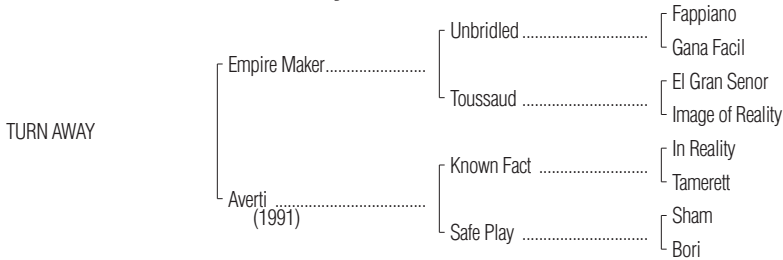 Fappiano
Unbridled ..............................
Gana Facil
Empire Maker........................
El Gran Senor
Toussaud ..............................
Image of Reality
TURN AWAY
In Reality
Known Fact ..........................
Tamerett
Averti ....................................
(1991)
Sham
Safe Play ..............................
Bori